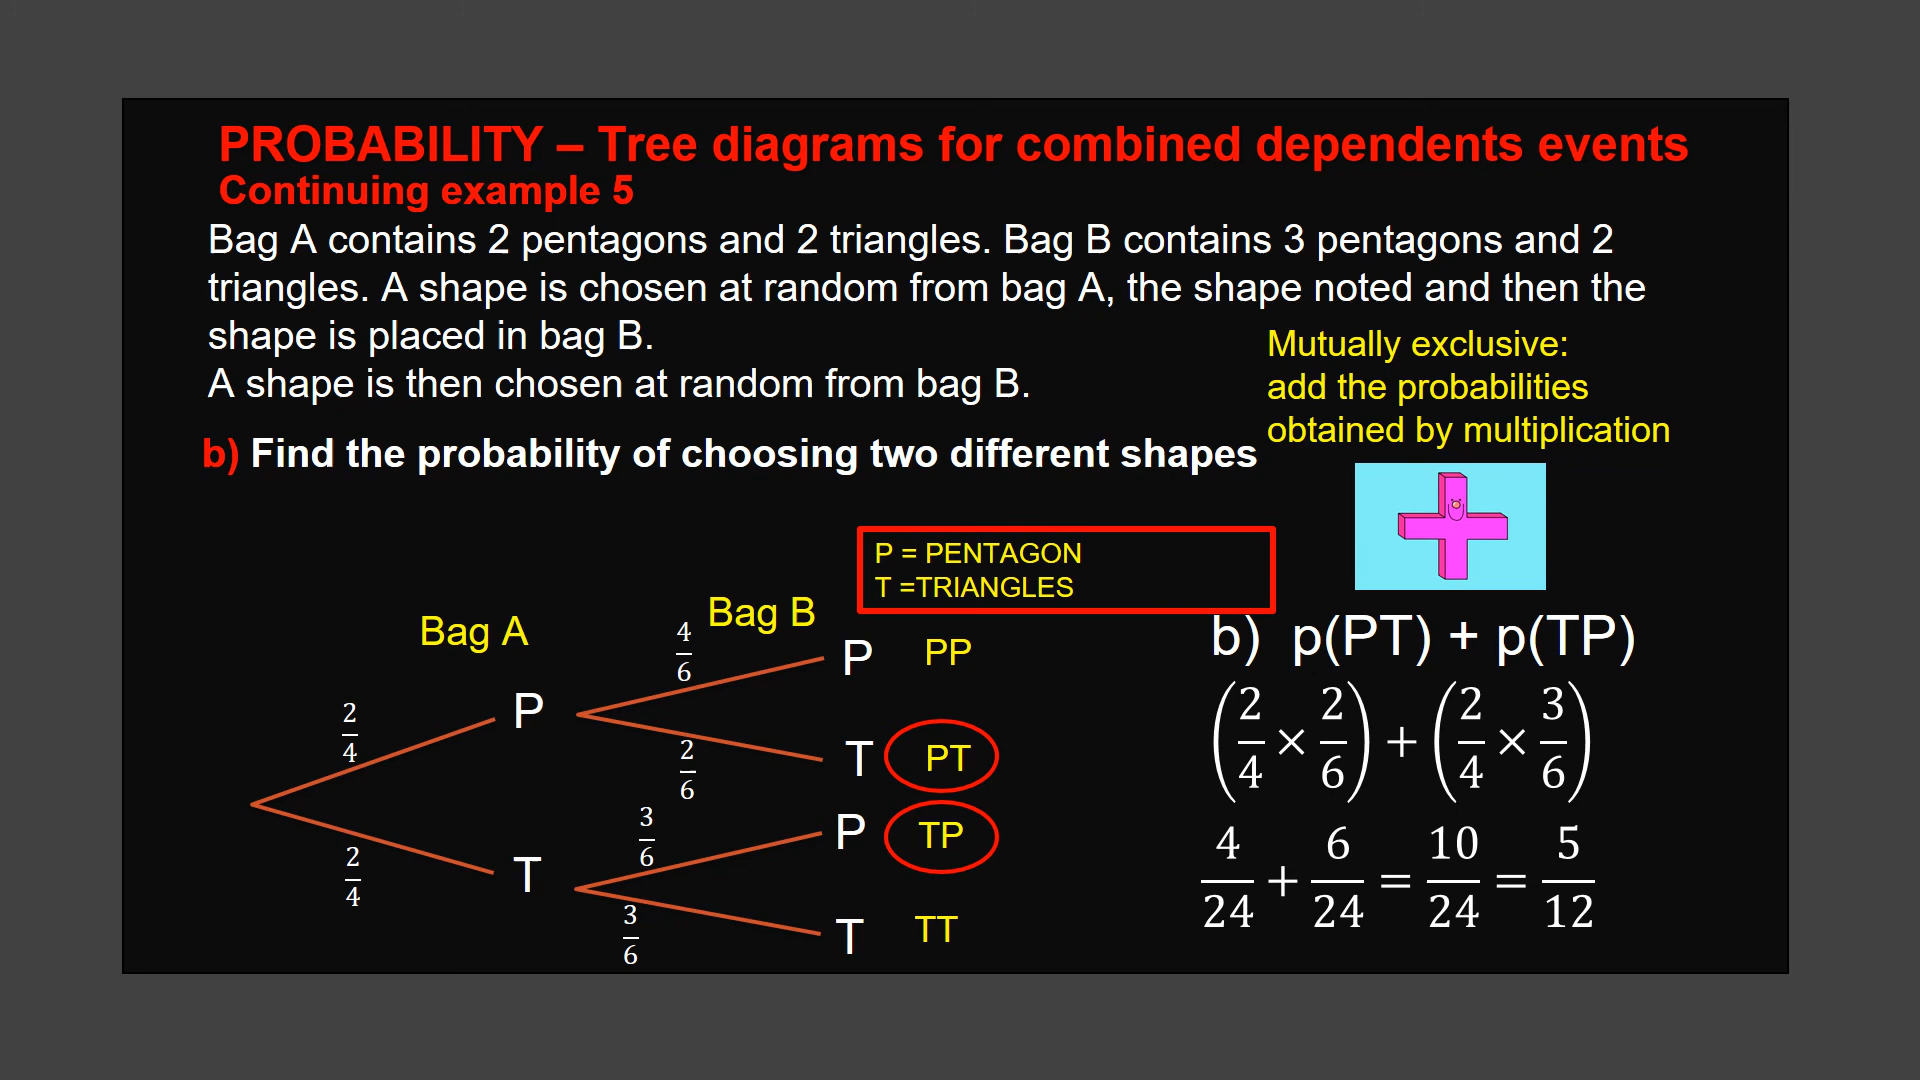 PROBABILITY – Tree diagrams for combined dependents events
Continuing example 5
Bag A contains 2 pentagons and 2 triangles. Bag B contains 3 pentagons and 2
triangles. A shape is chosen at random from bag A, the shape noted and then the
shape is placed in bag B.
A shape is then chosen at random from bag B.
Mutually exclusive:
add the probabilities
obtained by multiplication
b) Find the probability of choosing two different shapes
P = PENTAGON
T =TRIANGLES
Bag A
Bag B
2/4
P
4/6
P PP
2/6
T PT
2/4
T
3/6
P TP
3/6
T TT
b) p(PT) + p(TP)
(2/4 × 2/6) + (2/4 × 3/6)
4/24 + 6/24 = 10/24 = 5/12